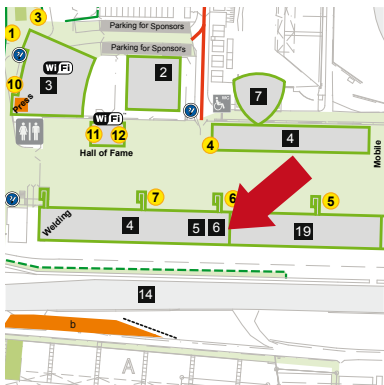 3
1
Parking for Sponsors
Parking for Sponsors
WiFi
3
2
10
Press
7
WiFi
11
12
Hall of Fame
4
4
Mobile
7
6
5
Welding
4
5
6
19
14
b
A